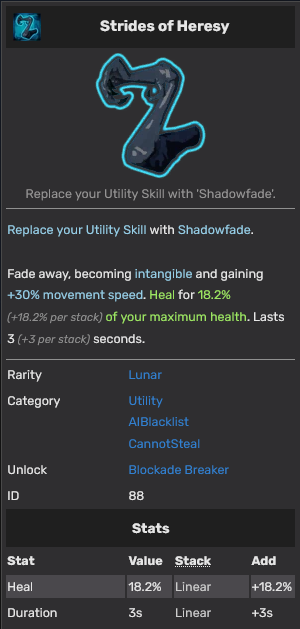 Strides of Heresy
Replace your Utility Skill with 'Shadowfade'.
Replace your Utility Skill with Shadowfade.
Fade away, becoming intangible and gaining
+30% movement speed. Heal for 18.2%
(+18.2% per stack) of your maximum health. Lasts
3 (+3 per stack) seconds.
Rarity Lunar
Category Utility
AIBlacklist
CannotSteal
Unlock Blockade Breaker
ID 88
Stats
Stat Value Stack Add
Heal 18.2% Linear +18.2%
Duration 3s Linear +3s